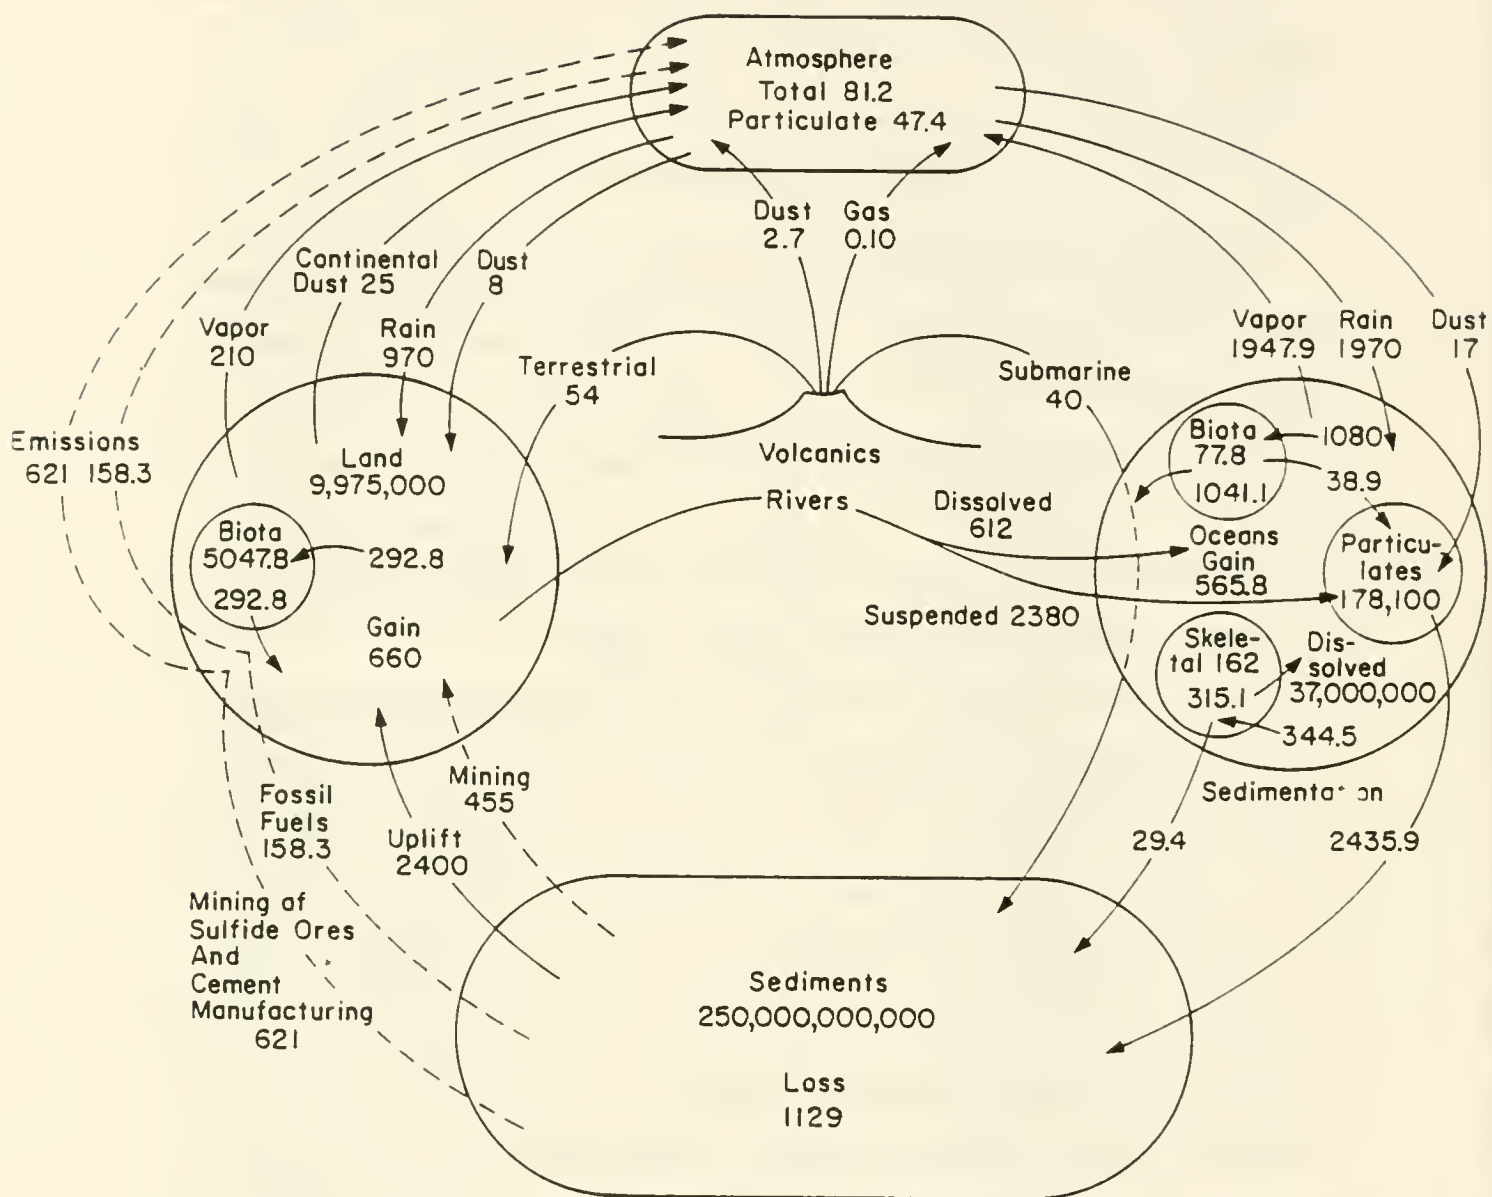 Atmosphere
Total 81.2
Particulate 47.4
Dust
2.7
Gas
0.10
Continental
Dust 25
Dust
8
Vapor
210
Rain
970
Terrestrial
54
Submarine
40
Vapor
1947.9
Rain
1970
Dust
17
Emissions
621 158.3
Land
9,975,000
Biota
5047.8
292.8
292.8
Gain
660
Volcanics
Rivers
Dissolved
612
Suspended 2380
Biota
77.8
1041.1
1080
38.9
Oceans
Gain
565.8
Particu-
lates
178,100
Skele-
tal 162
315.1
Dis-
solved
37,000,000
344.5
Sedimentation
29.4
2435.9
Fossil
Fuels
158.3
Mining
455
Uplift
2400
Mining of
Sulfide Ores
And
Cement
Manufacturing
621
Sediments
250,000,000,000
Loss
1129